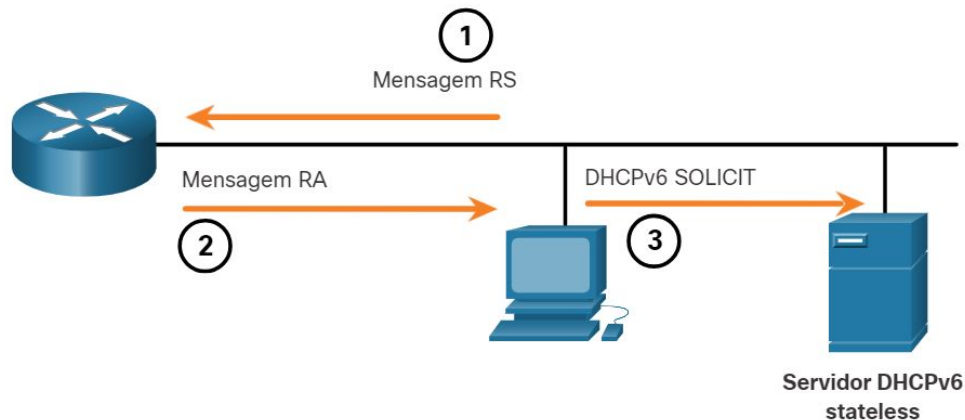 1
Mensagem RS
Mensagem RA
2
DHCPv6 SOLICIT
3
Servidor DHCPv6
stateless